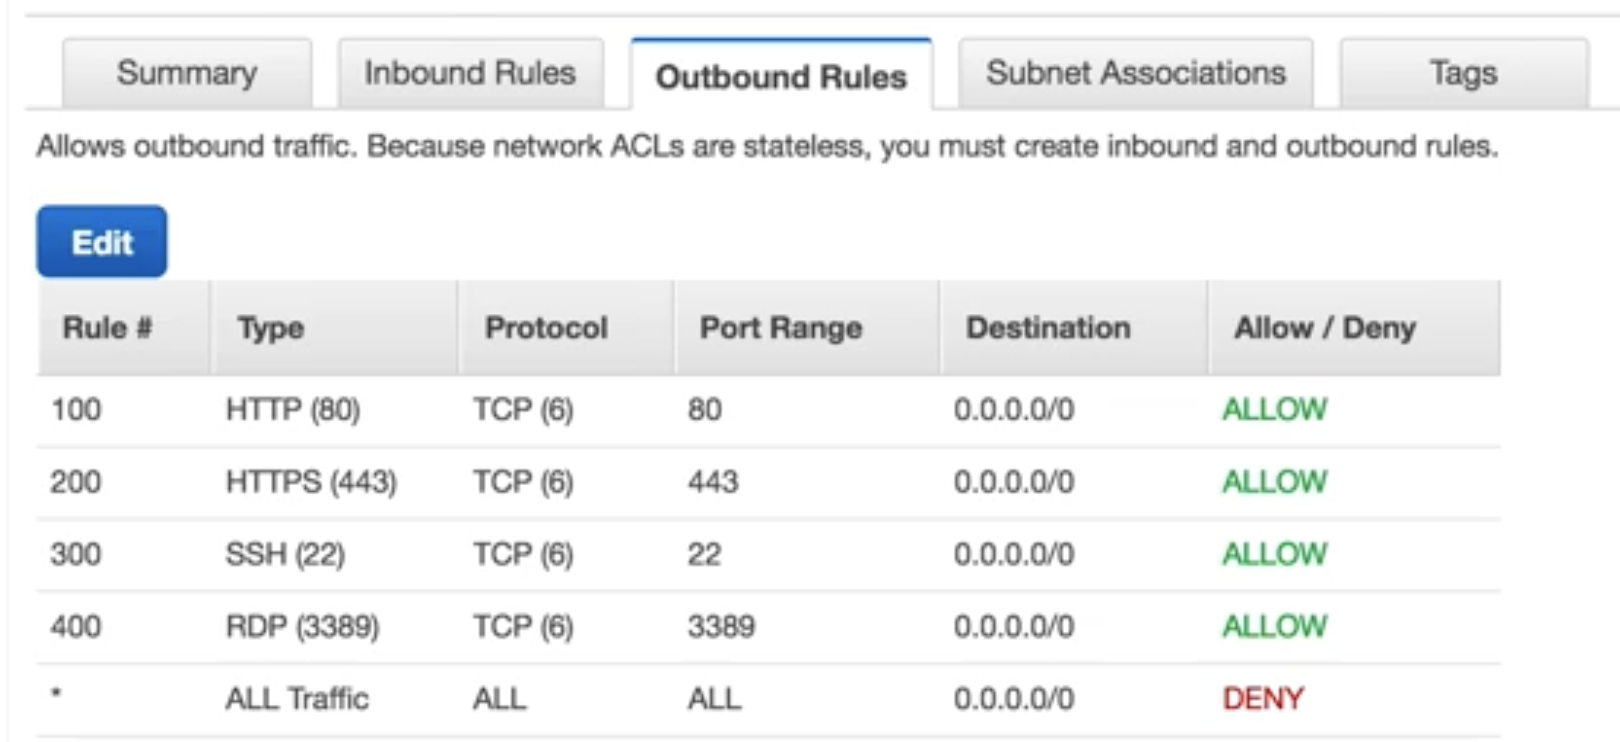 Summary Inbound Rules Outbound Rules Subnet Associations Tags
Allows outbound traffic. Because network ACLs are stateless, you must create inbound and outbound rules.
Edit
Rule # Type Protocol Port Range Destination Allow / Deny
100 HTTP (80) TCP (6) 80 0.0.0.0/0 ALLOW
200 HTTPS (443) TCP (6) 443 0.0.0.0/0 ALLOW
300 SSH (22) TCP (6) 22 0.0.0.0/0 ALLOW
400 RDP (3389) TCP (6) 3389 0.0.0.0/0 ALLOW
* ALL Traffic ALL ALL 0.0.0.0/0 DENY